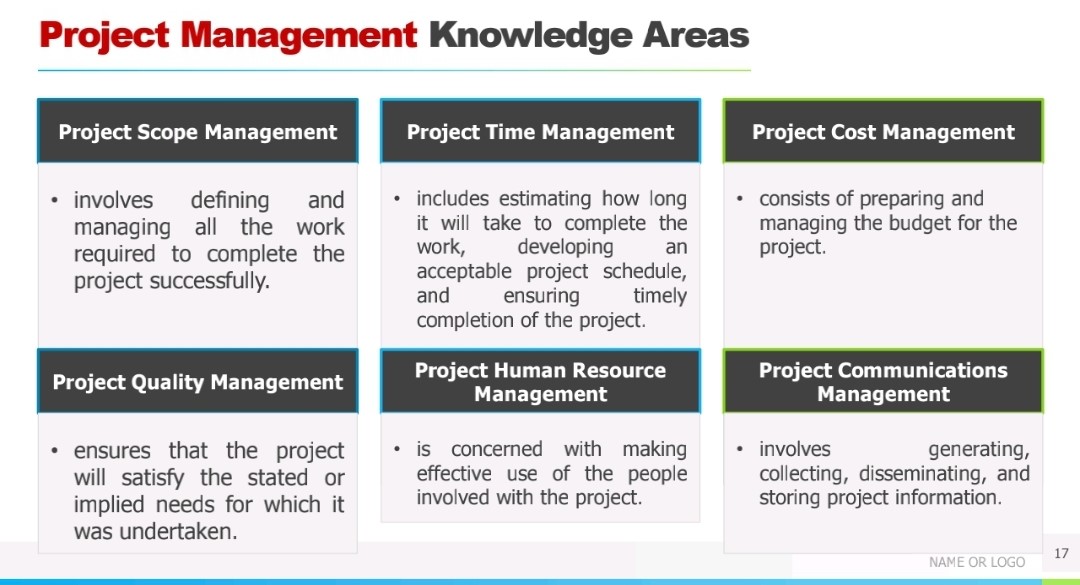 Project Management Knowledge Areas
Project Scope Management
• involves defining and
managing all the work
required to complete the
project successfully.
Project Time Management
• includes estimating how long
it will take to complete the
work, developing an
acceptable project schedule,
and ensuring timely
completion of the project.
Project Cost Management
• consists of preparing and
managing the budget for the
project.
Project Quality Management
• ensures that the project
will satisfy the stated or
implied needs for which it
was undertaken.
Project Human Resource
Management
• is concerned with making
effective use of the people
involved with the project.
Project Communications
Management
• involves generating,
collecting, disseminating, and
storing project information.
NAME OR LOGO
17